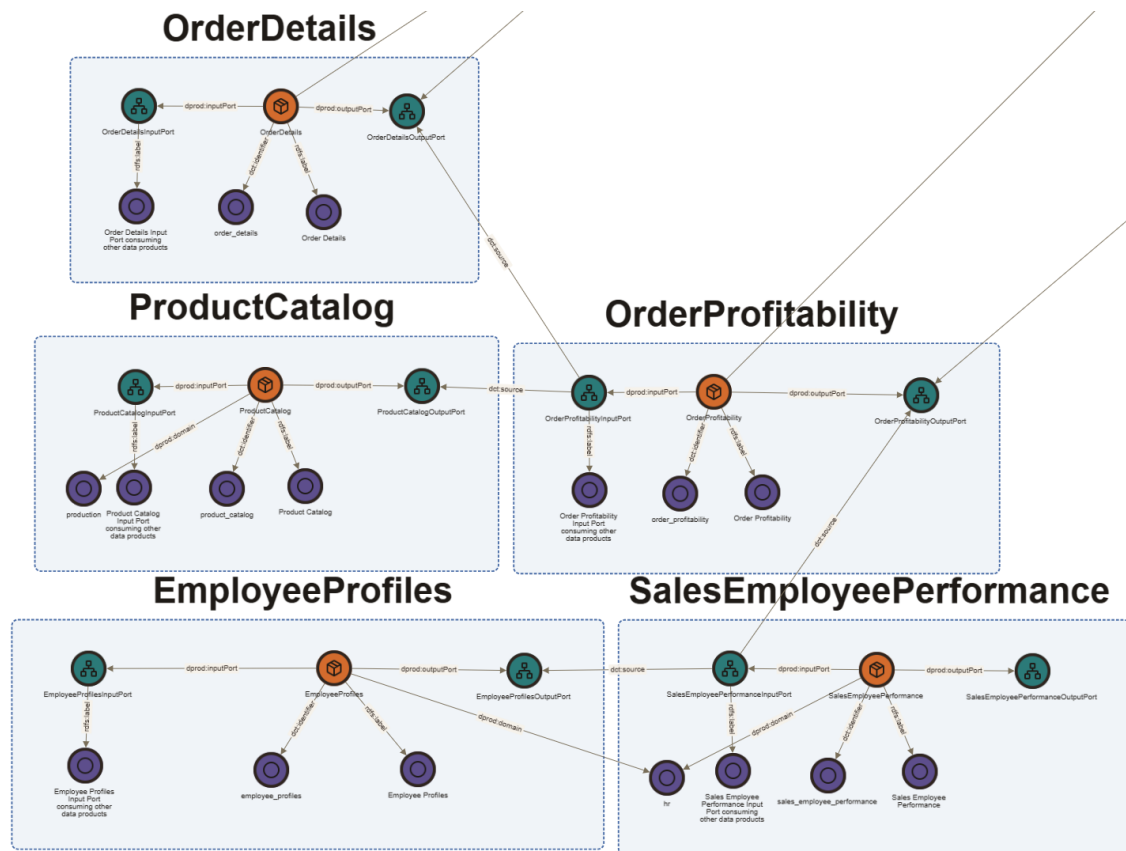 OrderDetails
dprod:inputPort
dprod:outputPort
OrderDetailsInputPort
OrderDetails
OrderDetailsOutputPort
rdfs:label
dct:identifier
rdfs:label
Order Details Input
Port consuming
other data products
order_details
Order Details
dct:source
ProductCatalog
dprod:inputPort
dprod:outputPort
dct:source
ProductCatalogInputPort
ProductCatalog
ProductCatalogOutputPort
dprod:domain
rdfs:label
dct:identifier
rdfs:label
production
Product Catalog
Input Port
consuming other
data products
product_catalog
Product Catalog
OrderProfitability
dprod:inputPort
dprod:outputPort
OrderProfitabilityInputPort
OrderProfitability
OrderProfitabilityOutputPort
rdfs:label
dct:identifier
rdfs:label
Order Profitability
Input Port
consuming other
data products
order_profitability
Order Profitability
dct:source
EmployeeProfiles
dprod:inputPort
dprod:outputPort
dct:source
EmployeeProfilesInputPort
EmployeeProfiles
EmployeeProfilesOutputPort
rdfs:label
dct:identifier
rdfs:label
dprod:domain
Employee Profiles
Input Port
consuming other
data products
employee_profiles
Employee Profiles
SalesEmployeePerformance
dprod:inputPort
dprod:outputPort
SalesEmployeePerformanceInputPort
SalesEmployeePerformance
SalesEmployeePerformanceOutputPort
rdfs:label
dprod:domain
dct:identifier
rdfs:label
hr
Sales Employee
Performance Input
Port consuming
other data products
sales_employee_performance
Sales Employee
Performance